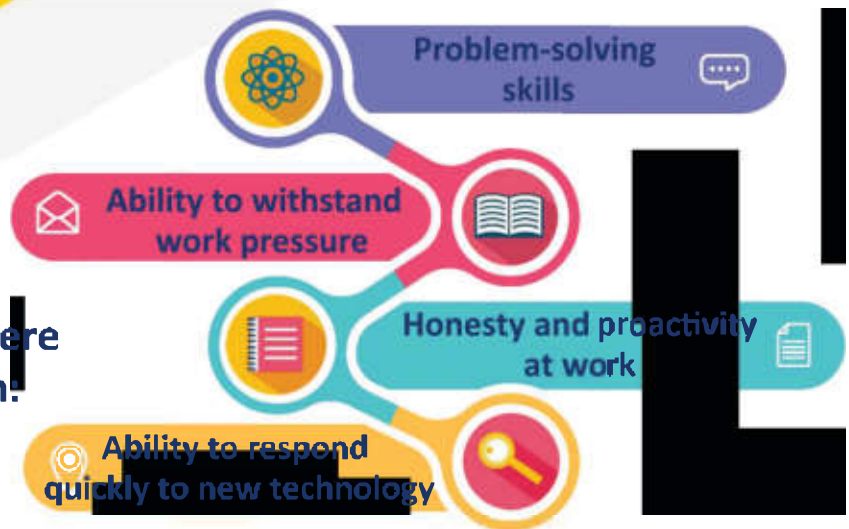 Problem-solving
skills
Ability to withstand
work pressure
Honesty and proactivity
at work
Ability to respond
quickly to new technology